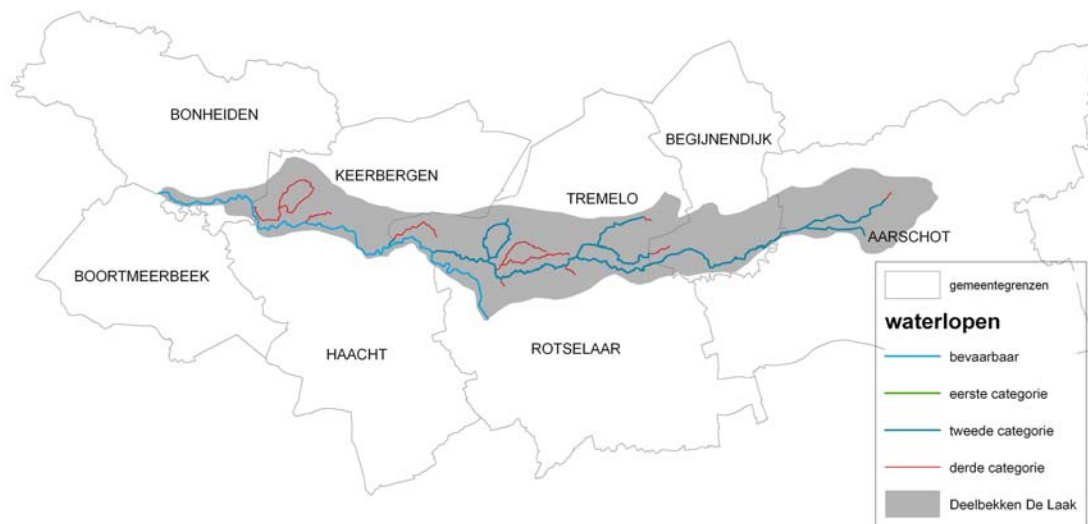 BONHEIDEN
BEGIJNENDIJK
KEERBERGEN
TREMELO
AARSCHOT
BOORTMEERBEEK
HAACHT
ROTSELAAR
gemeentegrenzen
waterlopen
bevaarbaar
eerste categorie
tweede categorie
derde categorie
Deelbekken De Laak